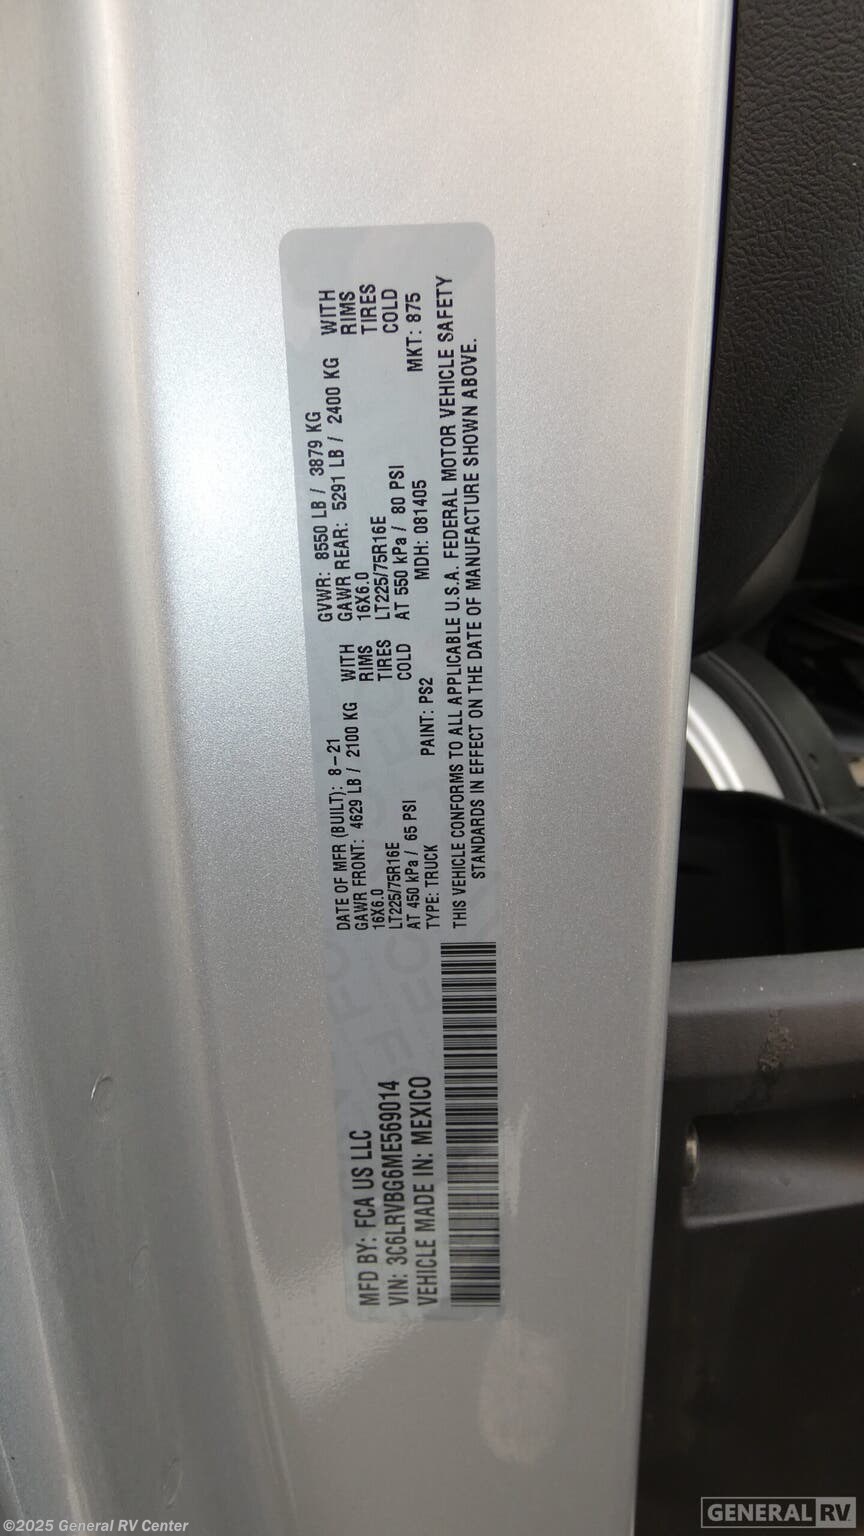 MFD BY: FCA US LLC
VIN: 3C6LRVBG6ME569014
VEHICLE MADE IN: MEXICO
DATE OF MFR (BUILT): 8-21 GVWR: 8550 LB / 3879 KG
GAWR FRONT: 4629 LB / 2100 KG WITH GAWR REAR: 5291 LB / 2400 KG WITH
16X6.0 RIMS 16X6.0 RIMS
LT225/75R16E TIRES LT225/75R16E TIRES
AT 450 kPa / 65 PSI COLD AT 550 kPa / 80 PSI COLD
TYPE: TRUCK PAINT: PS2 MDH: 081405 MKT: 875
THIS VEHICLE CONFORMS TO ALL APPLICABLE U.S.A. FEDERAL MOTOR VEHICLE SAFETY
STANDARDS IN EFFECT ON THE DATE OF MANUFACTURE SHOWN ABOVE.
©2025 General RV Center
GENERAL RV